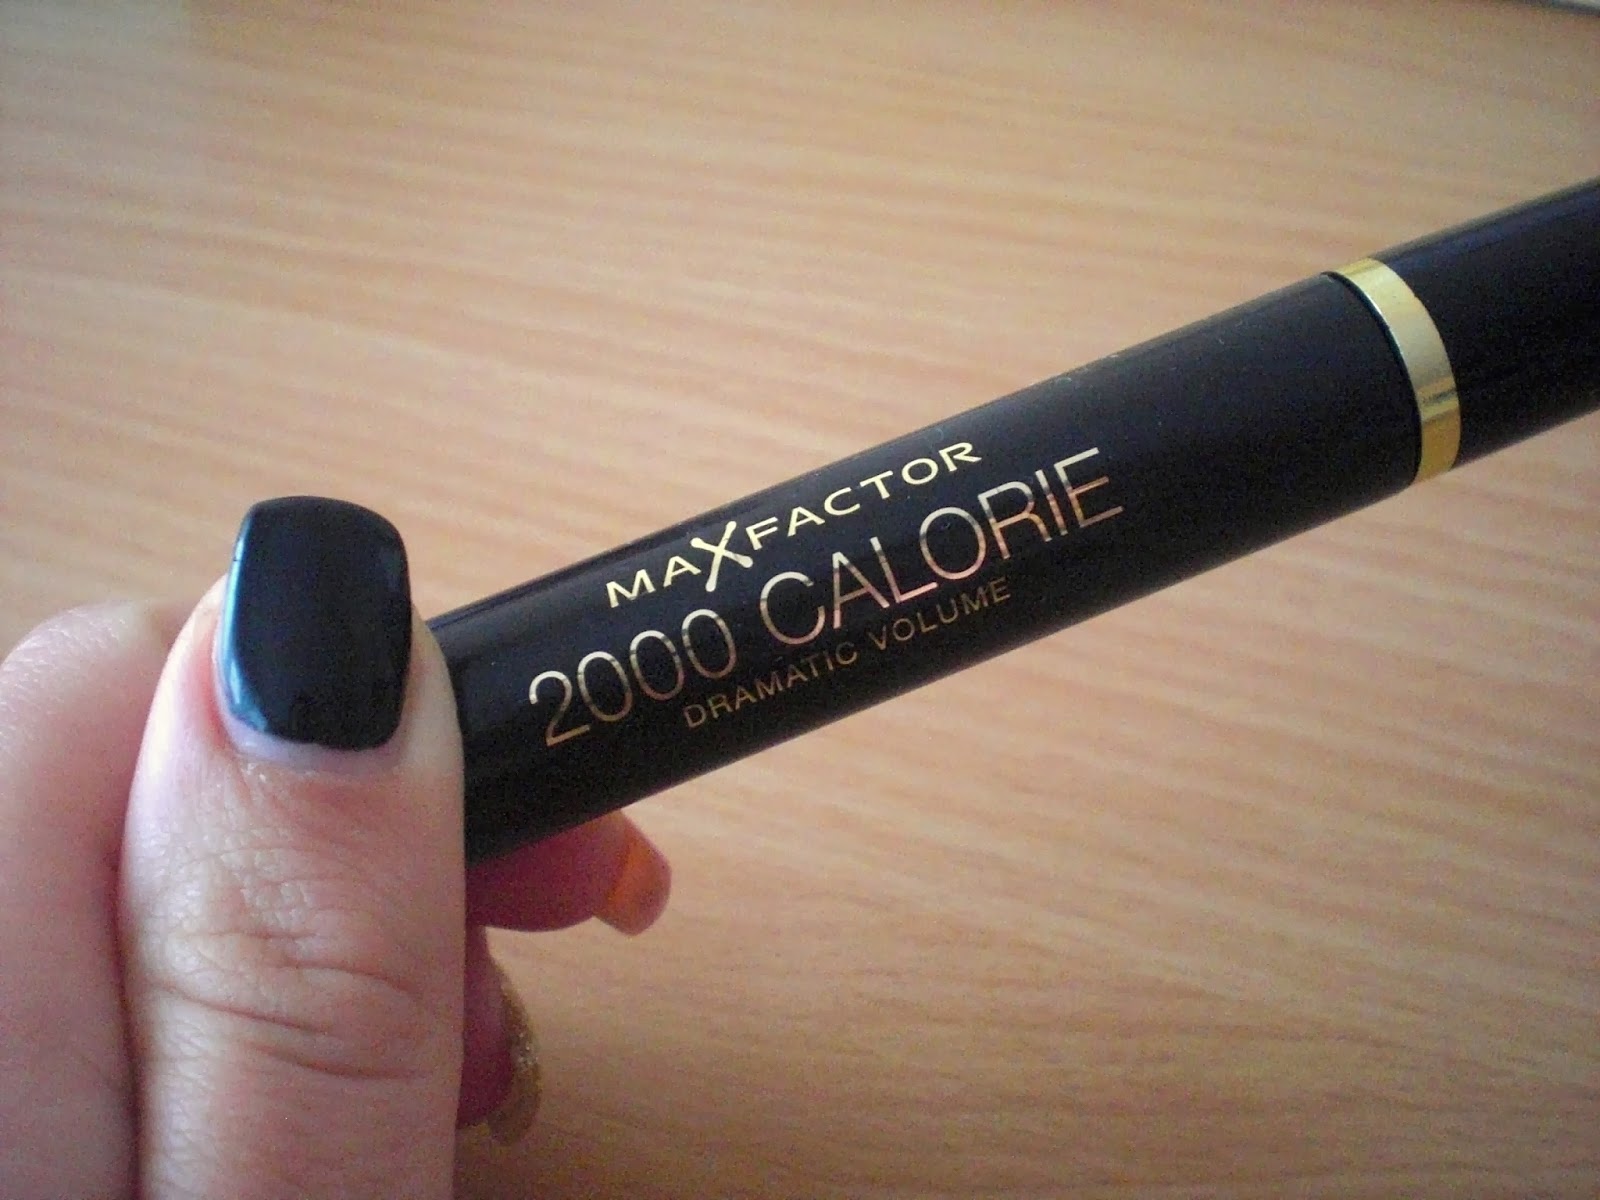 MAXFACTOR
2000 CALORIE
DRAMATIC VOLUME